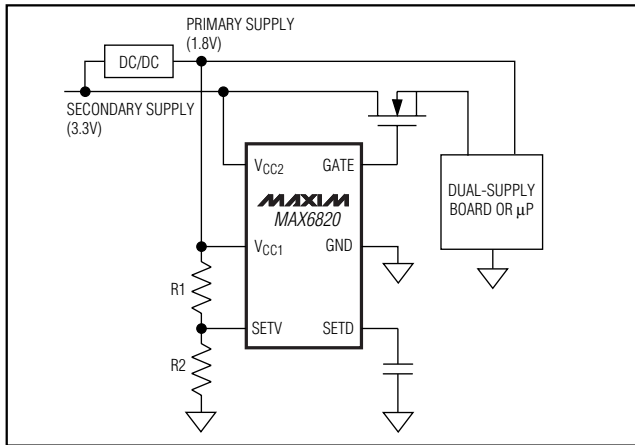 PRIMARY SUPPLY
(1.8V)
DC/DC
SECONDARY SUPPLY
(3.3V)
VCC2
GATE
MAXIM
MAX6820
DUAL-SUPPLY
BOARD OR μP
VCC1
GND
R1
SETV
SETD
R2